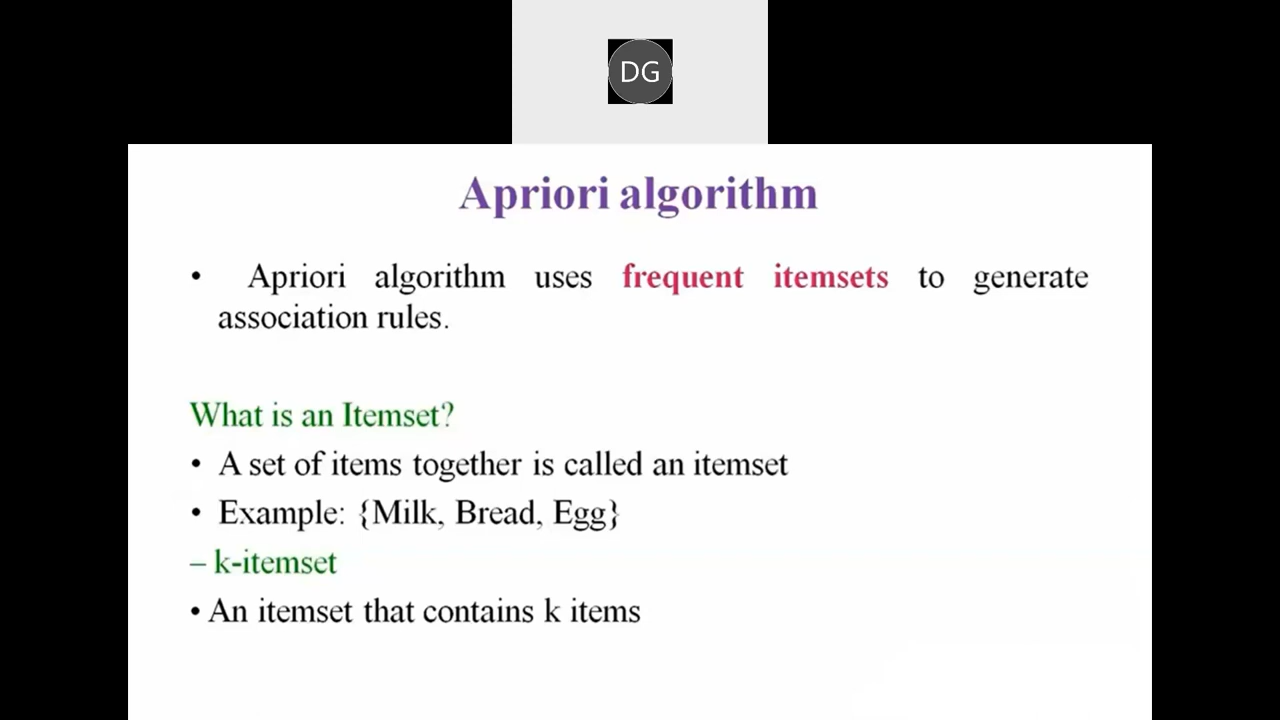 DG
Apriori algorithm
• Apriori algorithm uses frequent itemsets to generate
association rules.
What is an Itemset?
• A set of items together is called an itemset
• Example: {Milk, Bread, Egg}
– k-itemset
• An itemset that contains k items